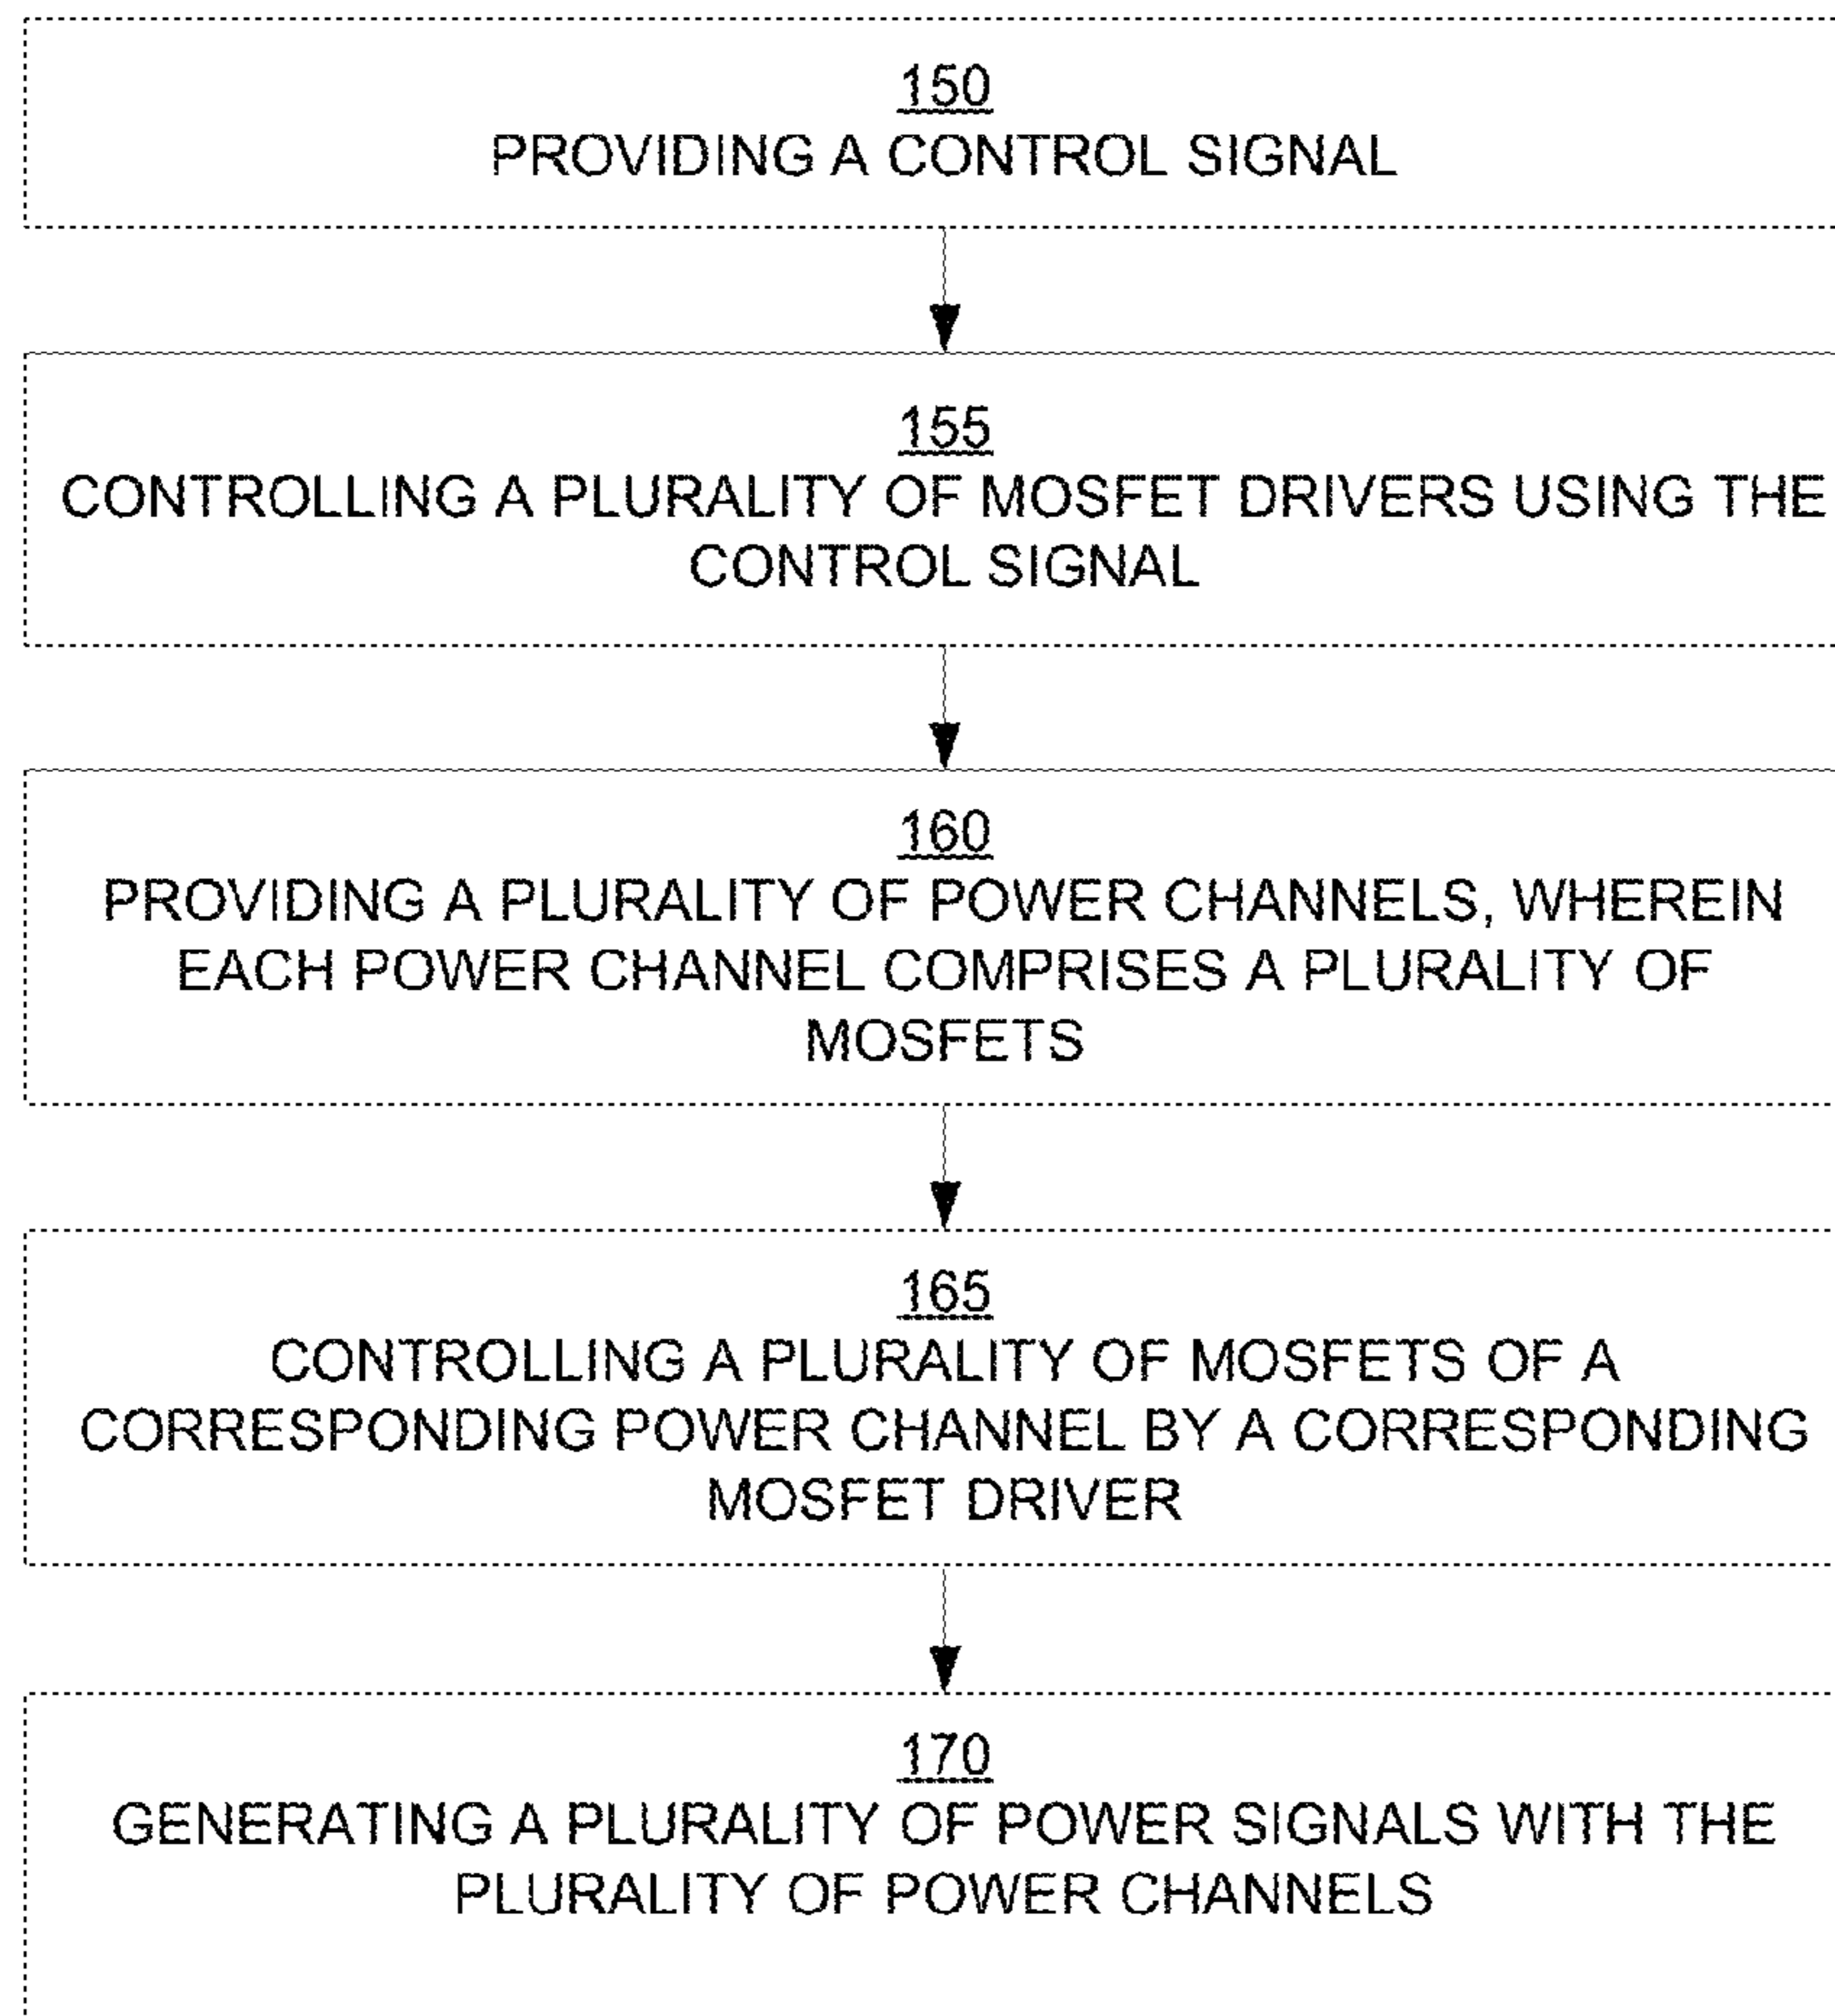 150
PROVIDING A CONTROL SIGNAL
155
CONTROLLING A PLURALITY OF MOSFET DRIVERS USING THE
CONTROL SIGNAL
160
PROVIDING A PLURALITY OF POWER CHANNELS, WHEREIN
EACH POWER CHANNEL COMPRISES A PLURALITY OF
MOSFETS
165
CONTROLLING A PLURALITY OF MOSFETS OF A
CORRESPONDING POWER CHANNEL BY A CORRESPONDING
MOSFET DRIVER
170
GENERATING A PLURALITY OF POWER SIGNALS WITH THE
PLURALITY OF POWER CHANNELS